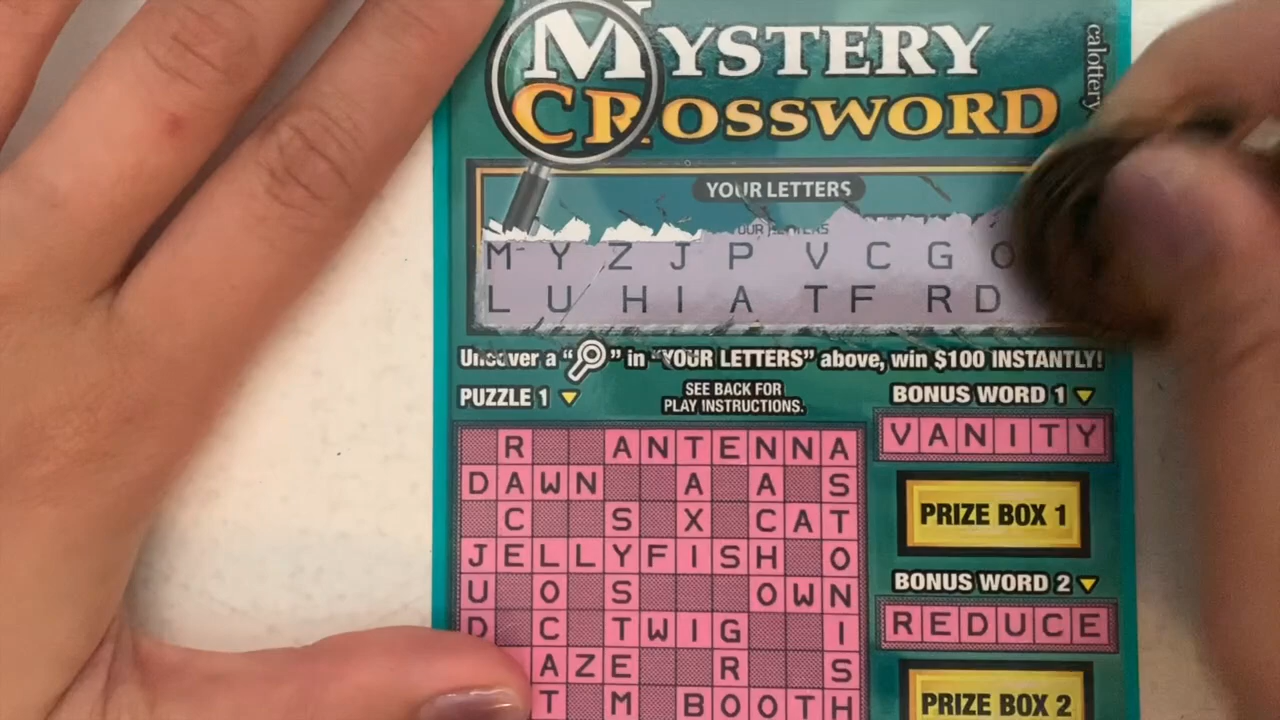 MYSTERY
CROSSWORD
calottery
YOUR LETTERS
M Y Z J P V C G O
L U H I A T F R D
Uncover a " " in "YOUR LETTERS" above, win $100 INSTANTLY!
PUZZLE 1
SEE BACK FOR
PLAY INSTRUCTIONS.
BONUS WORD 1
VANITY
PRIZE BOX 1
BONUS WORD 2
REDUCE
PRIZE BOX 2
R ANTENNA
DAWN A A S
C S X CAT
JELLYFISH O
U O S OWN
D C TWIG I
AZE R S
T M BOOTH